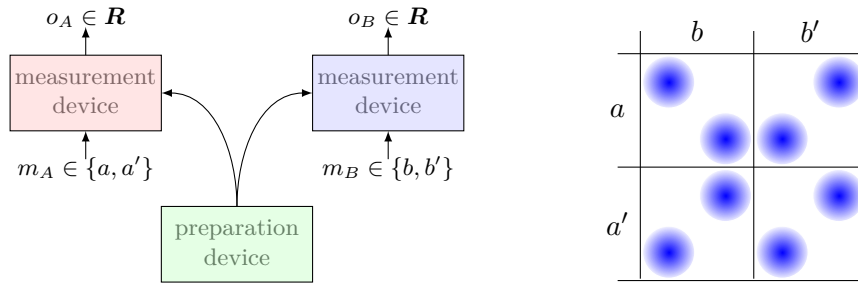 o_A ∈ R
o_B ∈ R
measurement
device
measurement
device
m_A ∈ {a, a′}
m_B ∈ {b, b′}
preparation
device
b
b′
a
a′